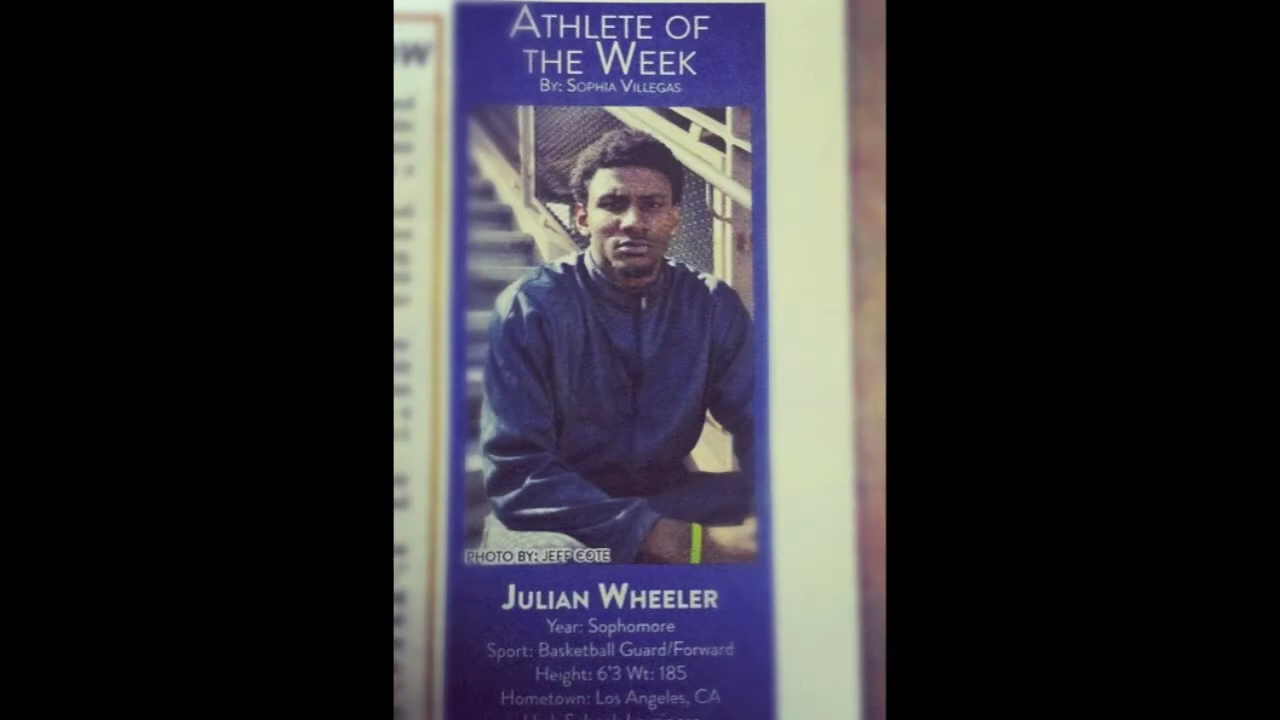 OW
ATHLETE OF
THE WEEK
BY: SOPHIA VILLEGAS
PHOTO BY: JEFF COTE
JULIAN WHEELER
Year: Sophomore
Sport: Basketball Guard/Forward
Height: 6'3 Wt: 185
Hometown: Los Angeles, CA